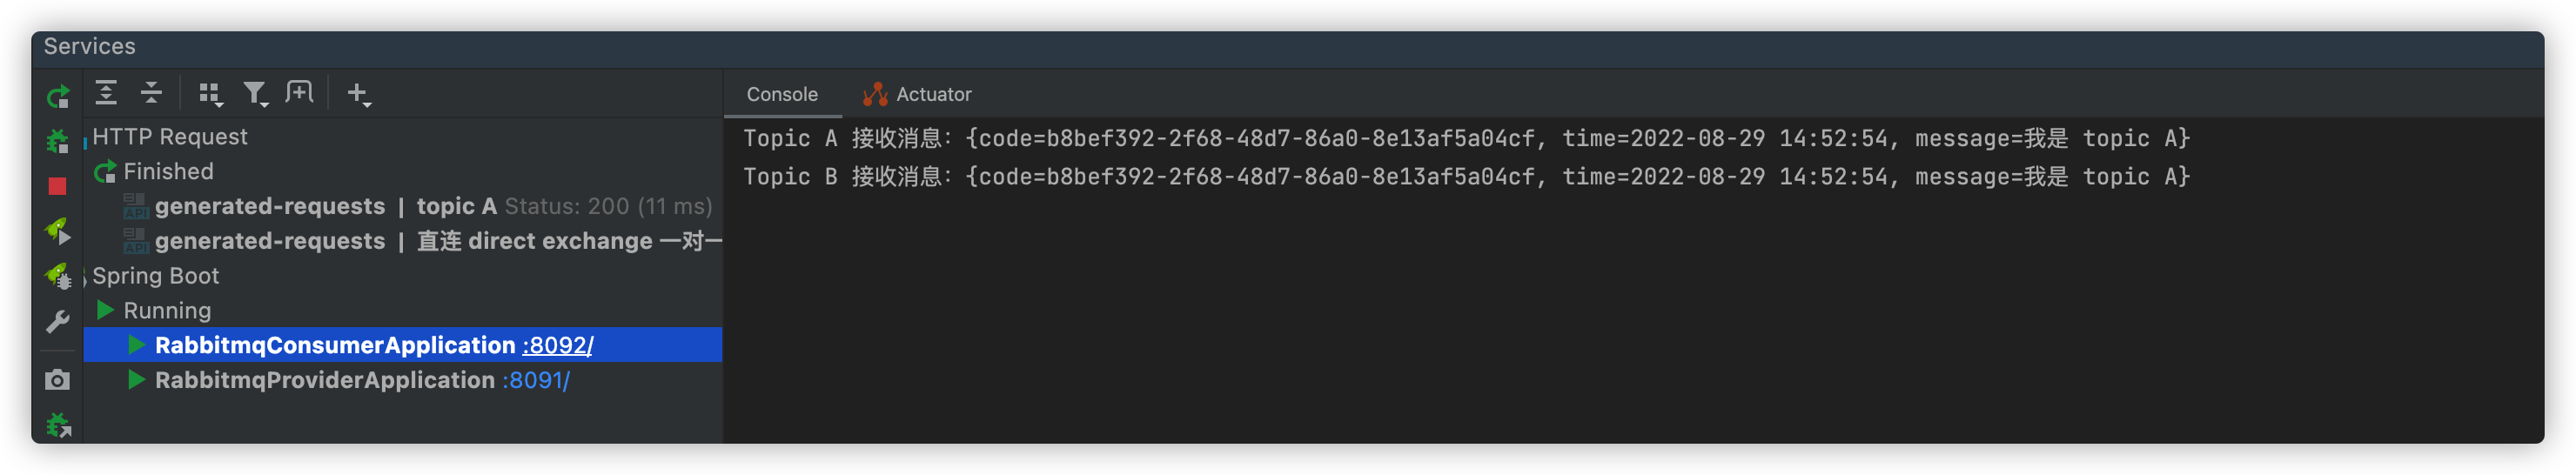 Services
HTTP Request
Finished
generated-requests | topic A Status: 200 (11 ms)
generated-requests | 直连 direct exchange 一对一
Spring Boot
Running
RabbitmqConsumerApplication :8092/
RabbitmqProviderApplication :8091/
Console Actuator
Topic A 接收消息: {code=b8bef392-2f68-48d7-86a0-8e13af5a04cf, time=2022-08-29 14:52:54, message=我是 topic A}
Topic B 接收消息: {code=b8bef392-2f68-48d7-86a0-8e13af5a04cf, time=2022-08-29 14:52:54, message=我是 topic A}